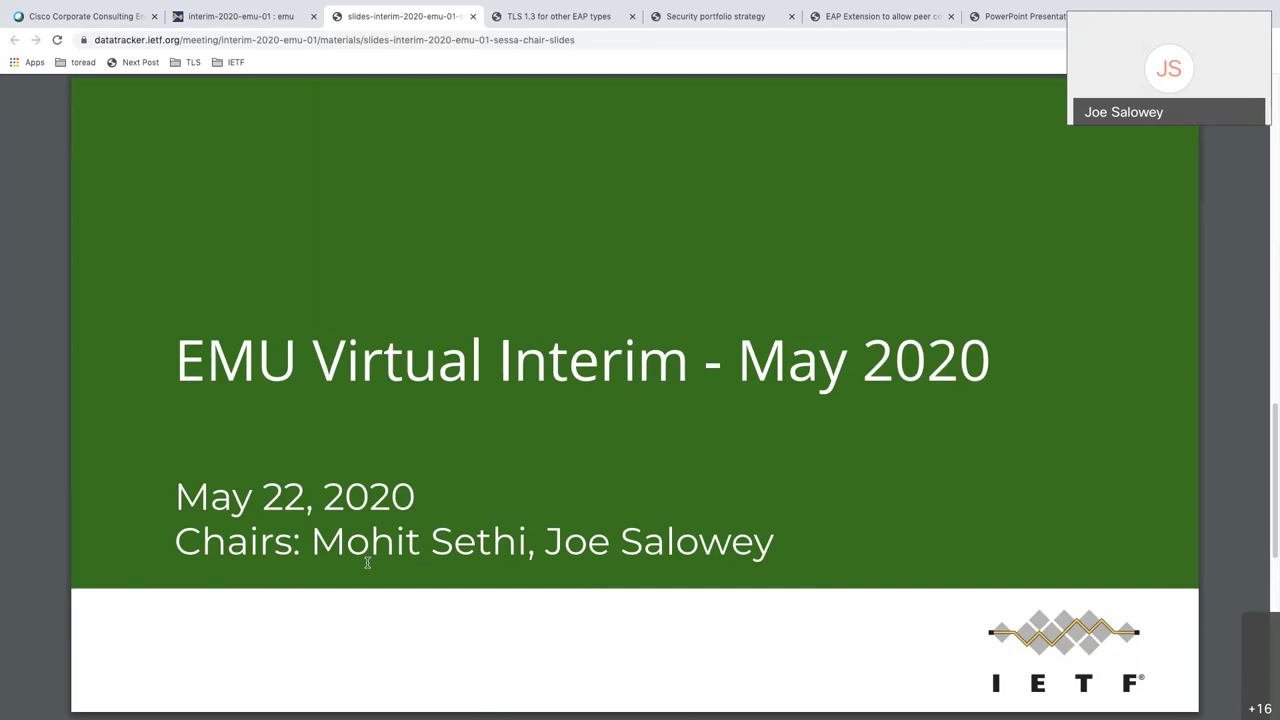 Cisco Corporate Consulting En
interim-2020-emu-01 : emu
slides-interim-2020-emu-01-s
TLS 1.3 for other EAP types
Security portfolio strategy
EAP Extension to allow peer co
PowerPoint Presentat
datatracker.ietf.org/meeting/interim-2020-emu-01/materials/slides-interim-2020-emu-01-sessa-chair-slides
Apps
toread
Next Post
TLS
IETF
JS
Joe Salowey
EMU Virtual Interim - May 2020
May 22, 2020
Chairs: Mohit Sethi, Joe Salowey
I E T F®
+16